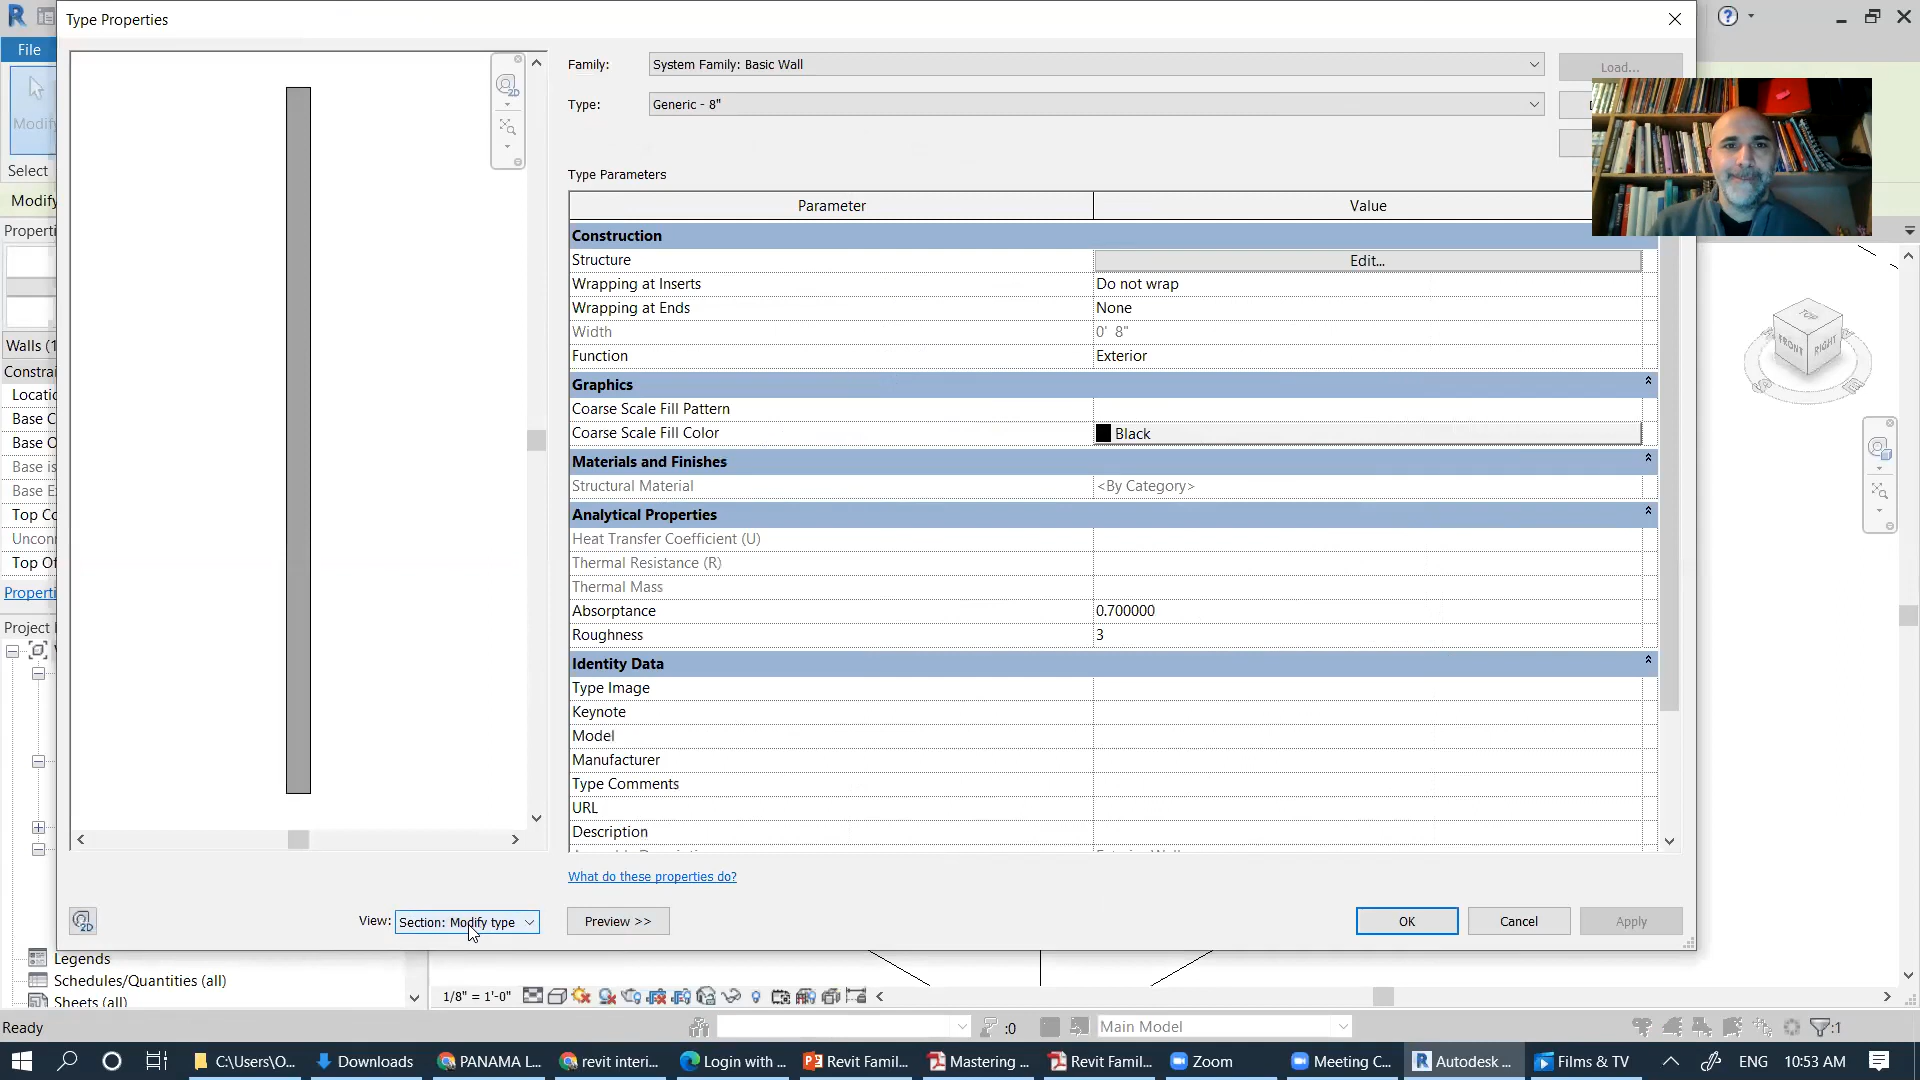 Type Properties
File
Modify
Select
Modify
Properti
Walls (1
Constrai
Locatio
Base C
Base O
Base is
Base Ex
Top Co
Unconn
Top Of
Properti
Project
Family:
System Family: Basic Wall
Load...
Type:
Generic - 8"
Type Parameters
Parameter
Value
Construction
Structure
Edit...
Wrapping at Inserts
Do not wrap
Wrapping at Ends
None
Width
0' 8"
Function
Exterior
Graphics
Coarse Scale Fill Pattern
Coarse Scale Fill Color
Black
Materials and Finishes
Structural Material
<By Category>
Analytical Properties
Heat Transfer Coefficient (U)
Thermal Resistance (R)
Thermal Mass
Absorptance
0.700000
Roughness
3
Identity Data
Type Image
Keynote
Model
Manufacturer
Type Comments
URL
Description
What do these properties do?
View:
Section: Modify type
Preview >>
OK
Cancel
Apply
TOP
FRONT
RIGHT
2D
2D
Legends
Schedules/Quantities (all)
Sheets (all)
1/8" = 1'-0"
Ready
:0
Main Model
:1
C:\Users\O...
Downloads
PANAMA L...
revit interi...
Login with ...
Revit Famil...
Mastering ...
Revit Famil...
Zoom
Meeting C...
Autodesk ...
Films & TV
ENG
10:53 AM